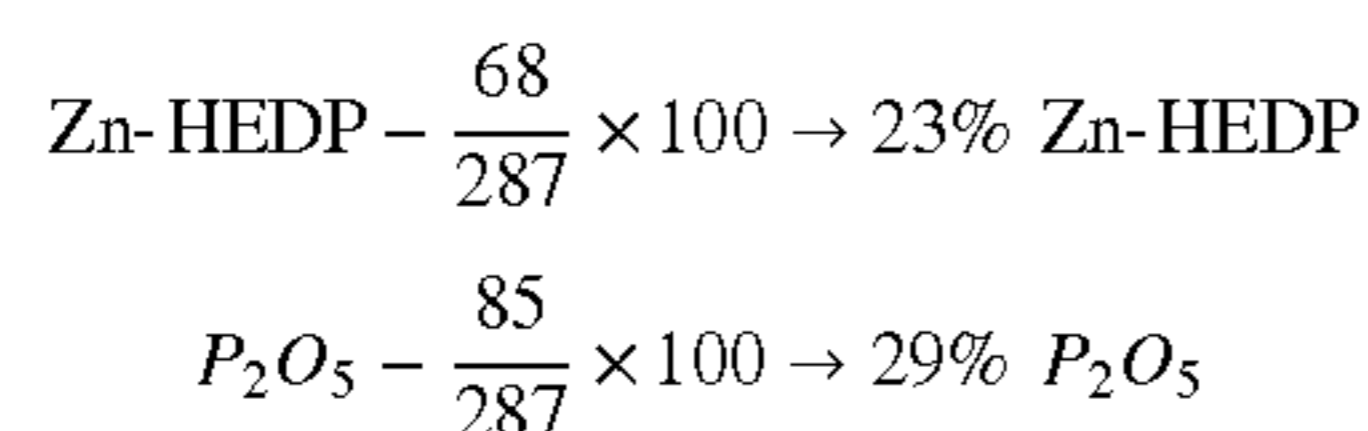 Zn-HEDP – 68/287 × 100 → 23% Zn-HEDP
P₂O₅ – 85/287 × 100 → 29% P₂O₅